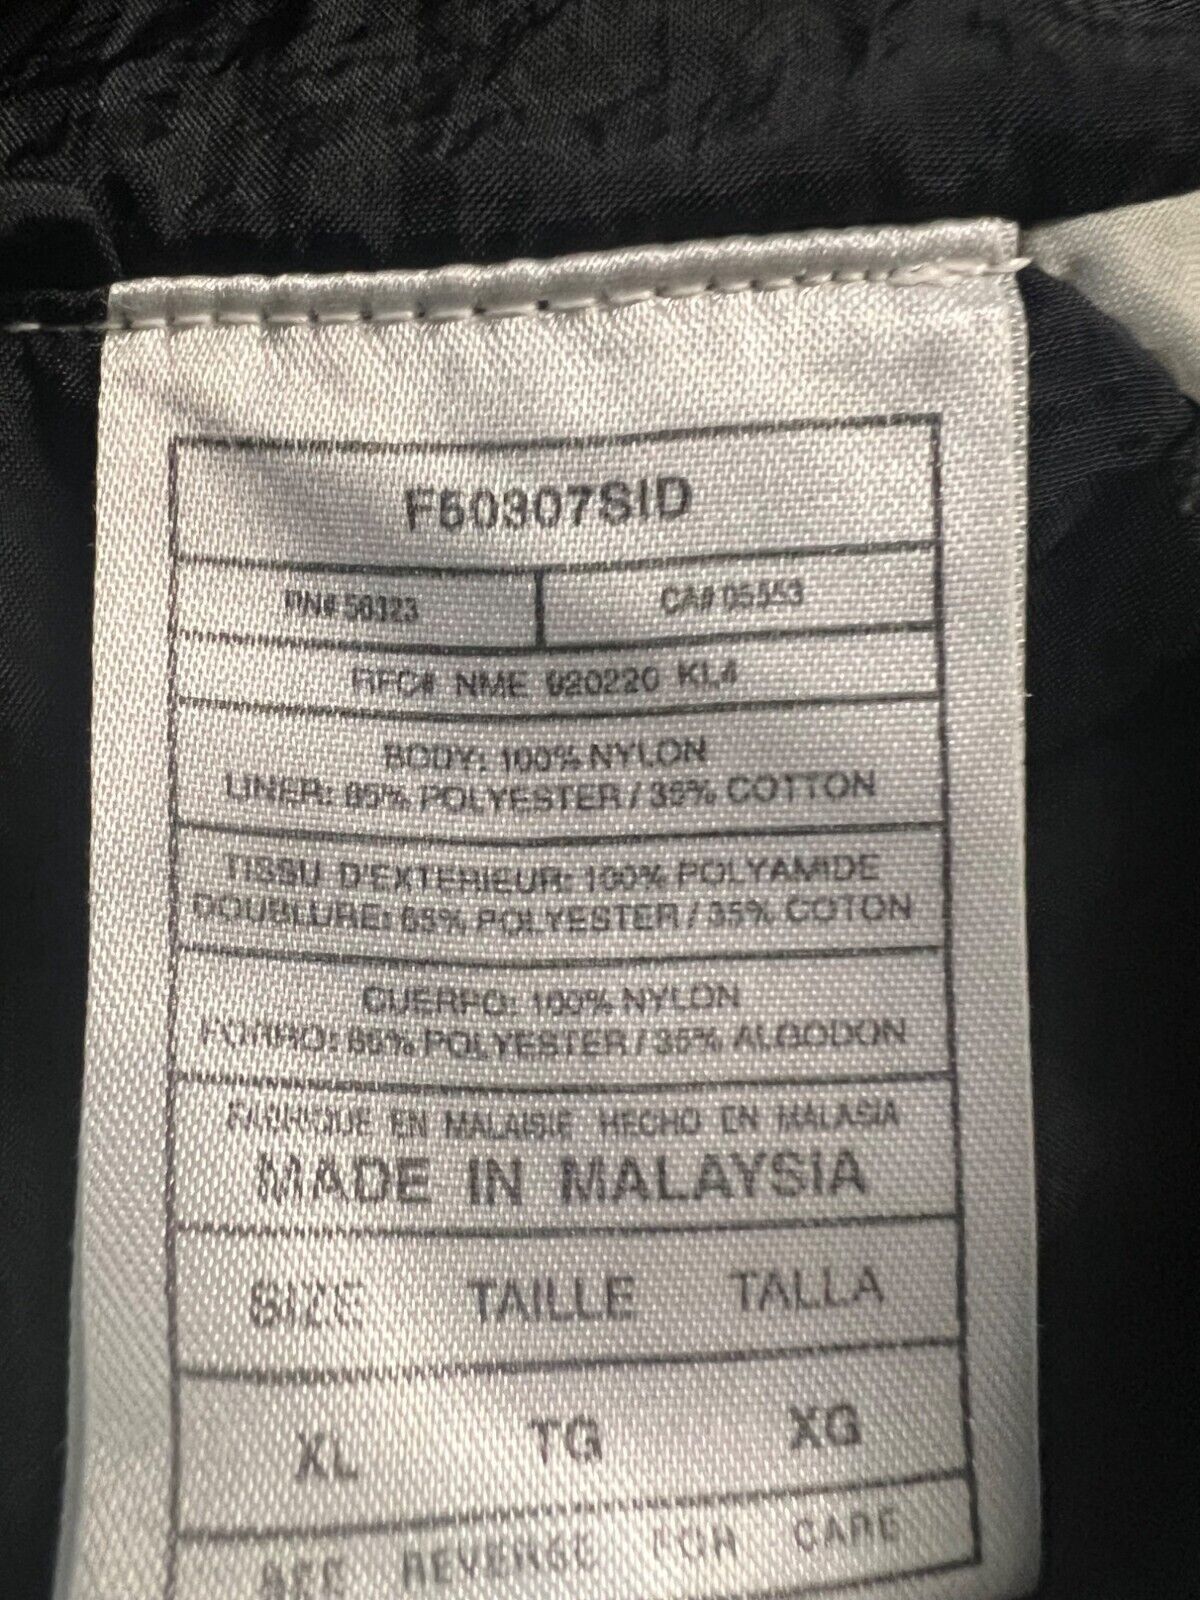 F50307SID
RN# 56323 CA# 05553
RFC# NME 920220 KL4
BODY: 100% NYLON
LINER: 65% POLYESTER / 35% COTTON
TISSU D'EXTERIEUR: 100% POLYAMIDE
DOUBLURE: 65% POLYESTER / 35% COTON
CUERPO: 100% NYLON
FORRO: 65% POLYESTER / 35% ALGODON
FABRIQUE EN MALAISIE HECHO EN MALASIA
MADE IN MALAYSIA
SIZE TAILLE TALLA
XL TG XG
SEE REVERSE FOR CARE